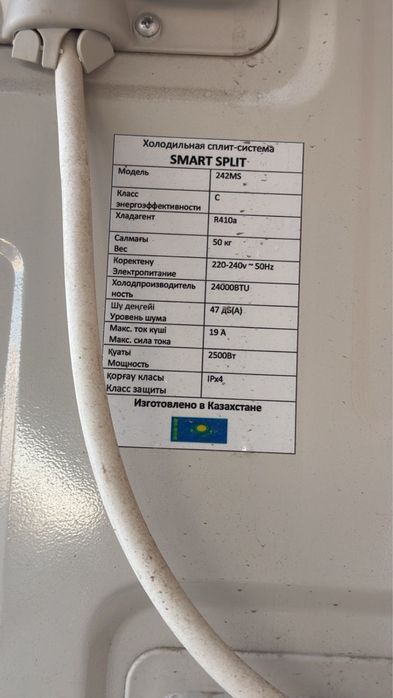 Холодильная сплит-система
SMART SPLIT
Модель 242MS
Класс
энергоэффективности C
Хладагент R410a
Салмағы
Вес 50 кг
Коректену
Электропитание 220-240v ~ 50Hz
Холодпроизводитель
ность 24000BTU
Шу деңгейі
Уровень шума 47 дБ(А)
Макс. ток күші
Макс. сила тока 19 А
Қуаты
Мощность 2500Вт
қорғау класы
Класс защиты IPx4
Изготовлено в Казахстане